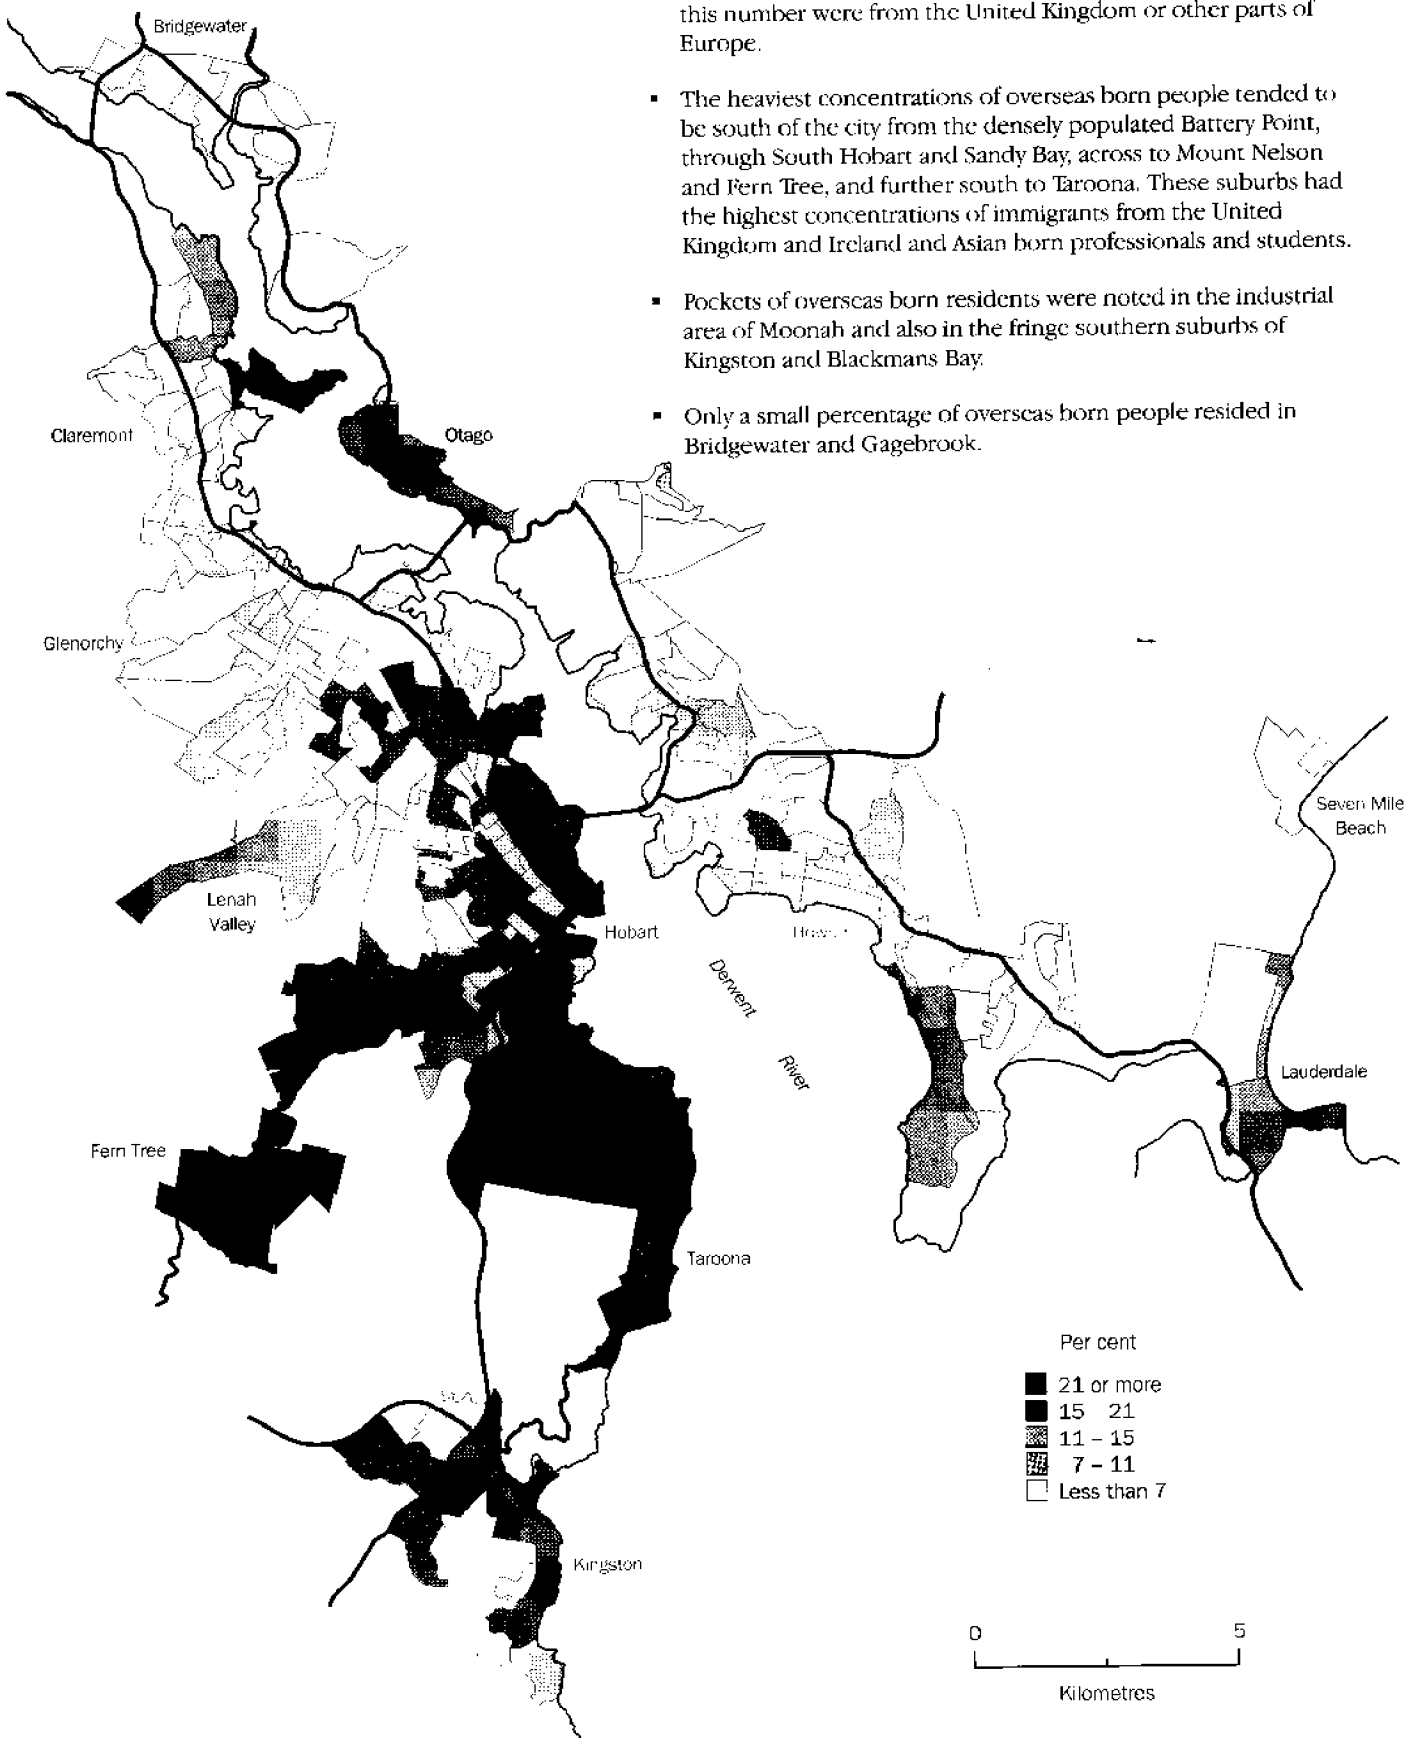 this number were from the United Kingdom or other parts of
Europe.
▪ The heaviest concentrations of overseas born people tended to
be south of the city from the densely populated Battery Point,
through South Hobart and Sandy Bay, across to Mount Nelson
and Fern Tree, and further south to Taroona. These suburbs had
the highest concentrations of immigrants from the United
Kingdom and Ireland and Asian born professionals and students.
▪ Pockets of overseas born residents were noted in the industrial
area of Moonah and also in the fringe southern suburbs of
Kingston and Blackmans Bay.
▪ Only a small percentage of overseas born people resided in
Bridgewater and Gagebrook.
Bridgewater
Claremont
Otago
Glenorchy
Seven Mile
Beach
Lenah
Valley
Hobart
Derwent
River
Lauderdale
Fern Tree
Taroona
Kingston
Per cent
21 or more
15 21
11 – 15
7 – 11
Less than 7
0 5
Kilometres